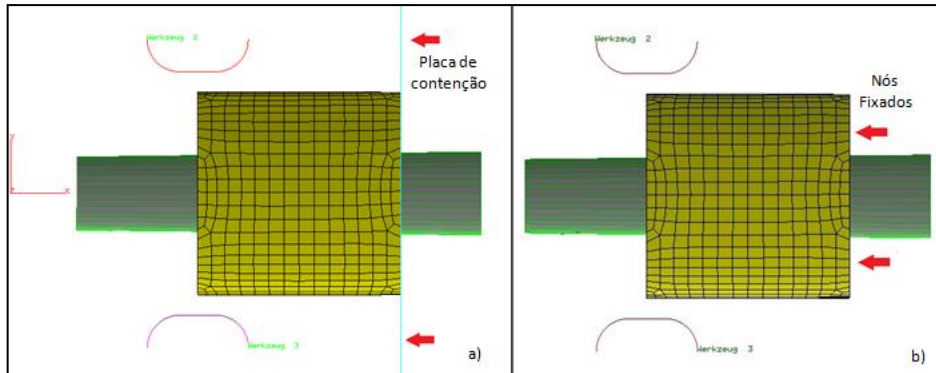 Werkzeug 2
Placa de
contenção
y
x
Werkzeug 3
a)
Werkzeug 2
Nós
Fixados
Werkzeug 3
b)